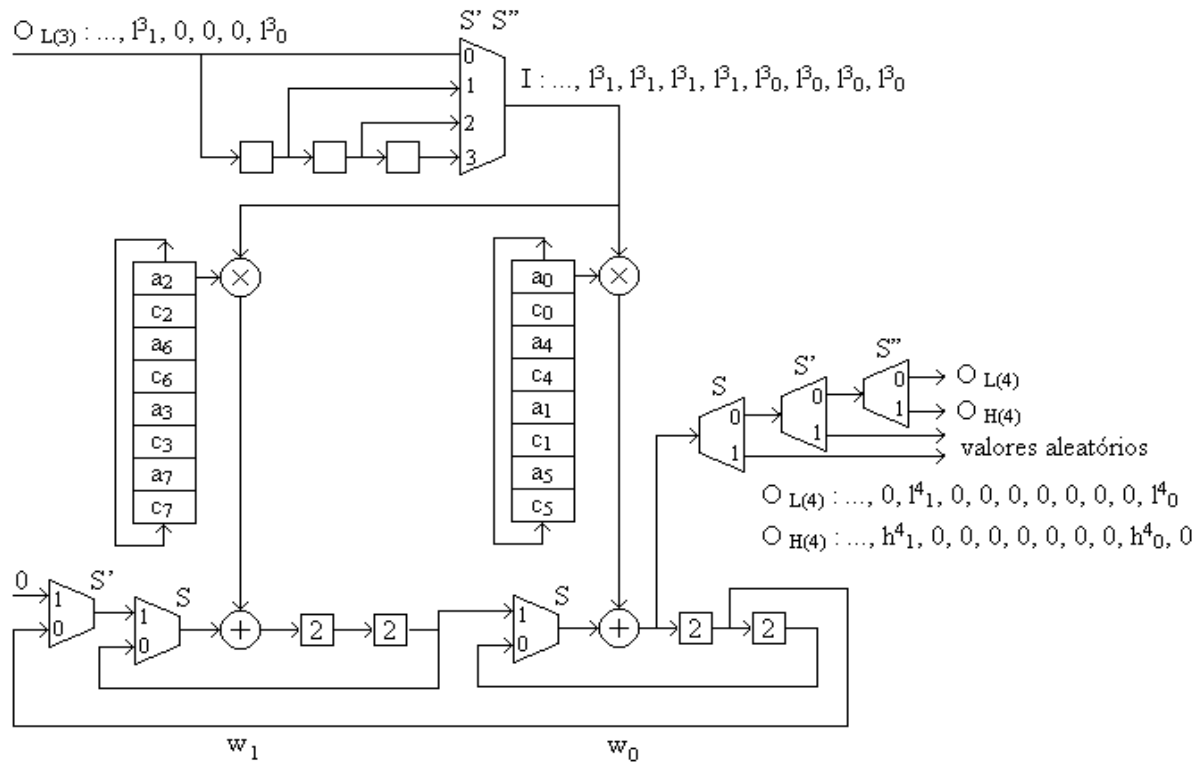 S’ S”
O L(3) : ..., l³₁, 0, 0, 0, l³₀
0
1
2
3
I : ..., l³₁, l³₁, l³₁, l³₁, l³₀, l³₀, l³₀, l³₀
a₂
c₂
a₆
c₆
a₃
c₃
a₇
c₇
×
a₀
c₀
a₄
c₄
a₁
c₁
a₅
c₅
×
S
0
1
S’
0
1
S”
0
1
O L(4)
O H(4)
valores aleatórios
O L(4) : ..., 0, l⁴₁, 0, 0, 0, 0, 0, 0, 0, l⁴₀
O H(4) : ..., h⁴₁, 0, 0, 0, 0, 0, 0, 0, h⁴₀, 0
0
S’
1
0
S
1
0
+
2
2
S
1
0
+
2
2
w₁
w₀